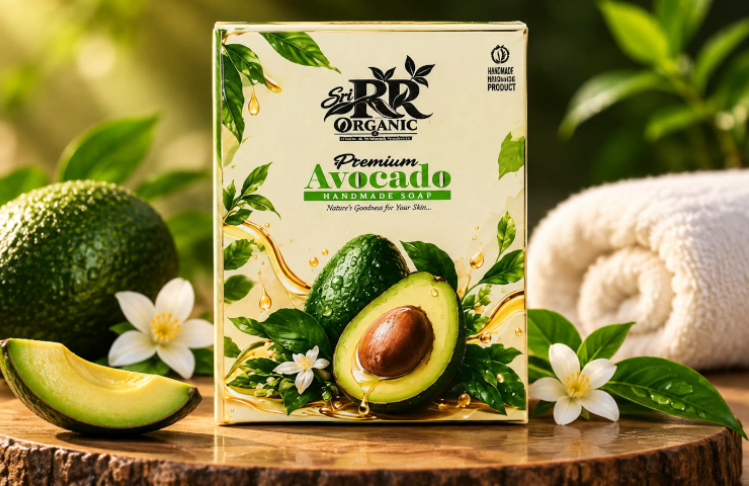 Sri RR
ORGANIC
Premium
Avocado
HANDMADE SOAP
Nature's Goodness for Your Skin...
HANDMADE
PRODUCT